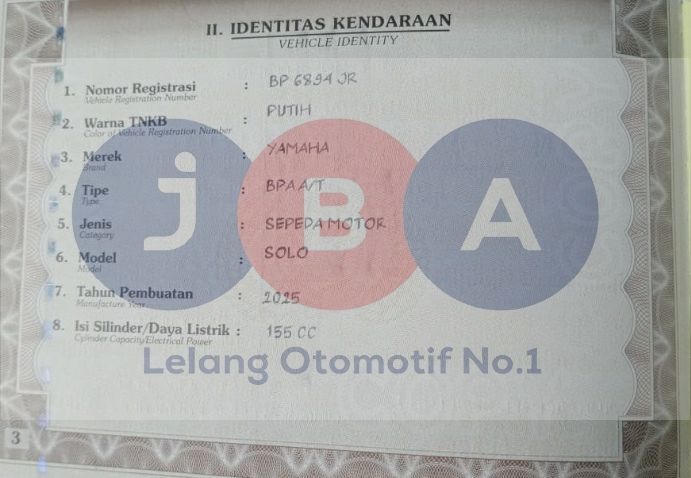 II. IDENTITAS KENDARAAN
VEHICLE IDENTITY
1. Nomor Registrasi : BP 6894 JR
Vehicle Registration Number
2. Warna TNKB : PUTIH
Color of Vehicle Registration Number
3. Merek : YAMAHA
Brand
4. Tipe : BPA A/T
Type
5. Jenis : SEPEDA MOTOR
Category
6. Model : SOLO
Model
7. Tahun Pembuatan : 2025
Manufacture Year
8. Isi Silinder/Daya Listrik : 155 CC
Cylinder Capacity/Electrical Power
JBA
Lelang Otomotif No.1
3